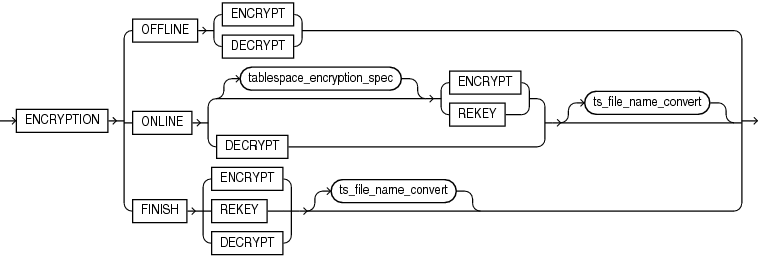 ENCRYPT
OFFLINE
DECRYPT
tablespace_encryption_spec
ENCRYPT
REKEY
ts_file_name_convert
ENCRYPTION
ONLINE
DECRYPT
ENCRYPT
ts_file_name_convert
FINISH
REKEY
DECRYPT